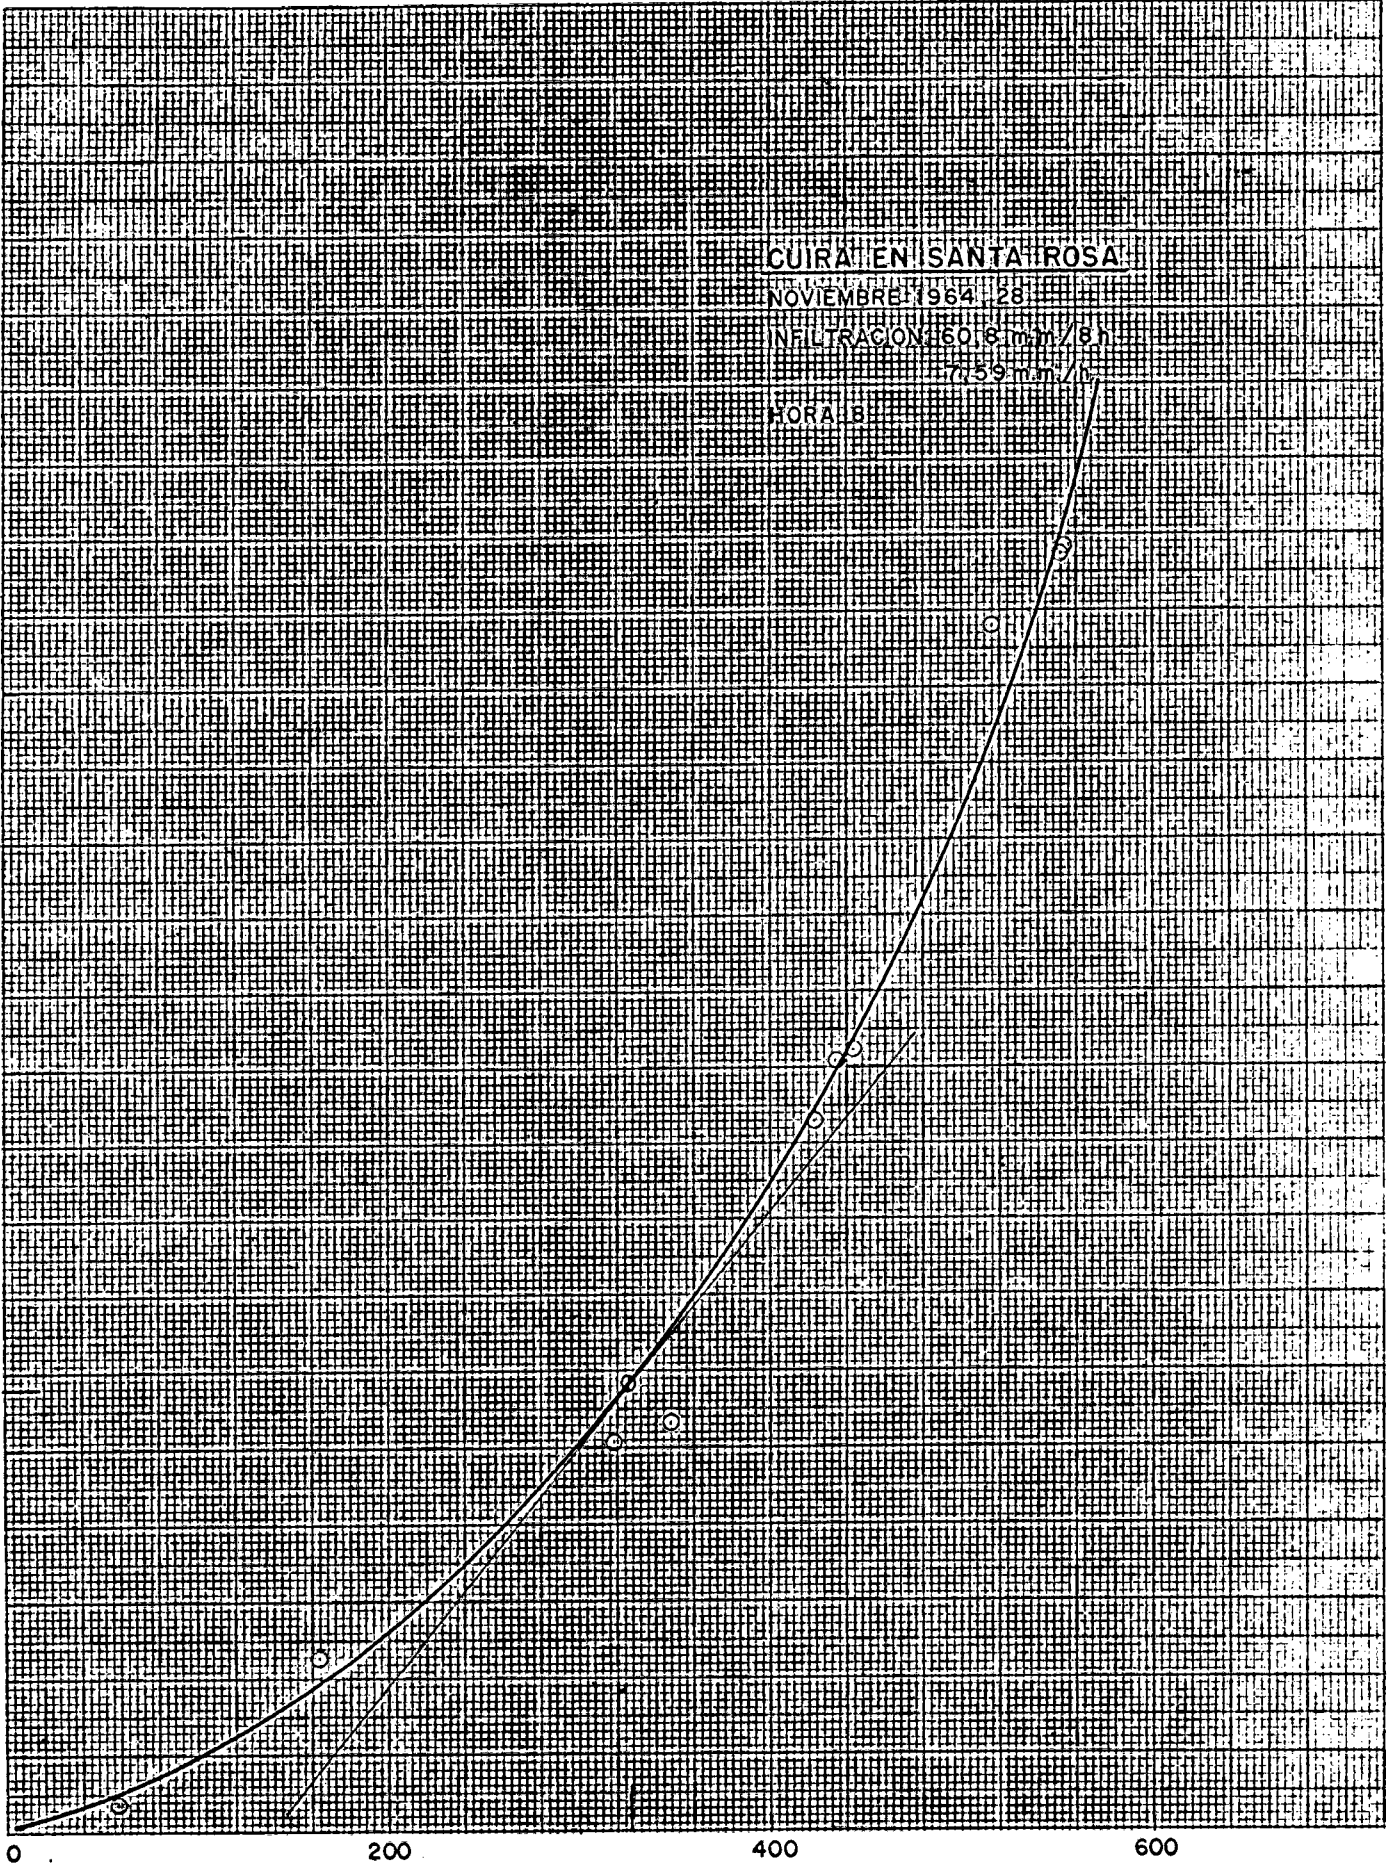 CUIRA EN SANTA ROSA
NOVIEMBRE 1964, 28
INFILTRACION: 60,8 m.m/8 h
7,59 m.m./h.
HORA 8
0 200 400 600